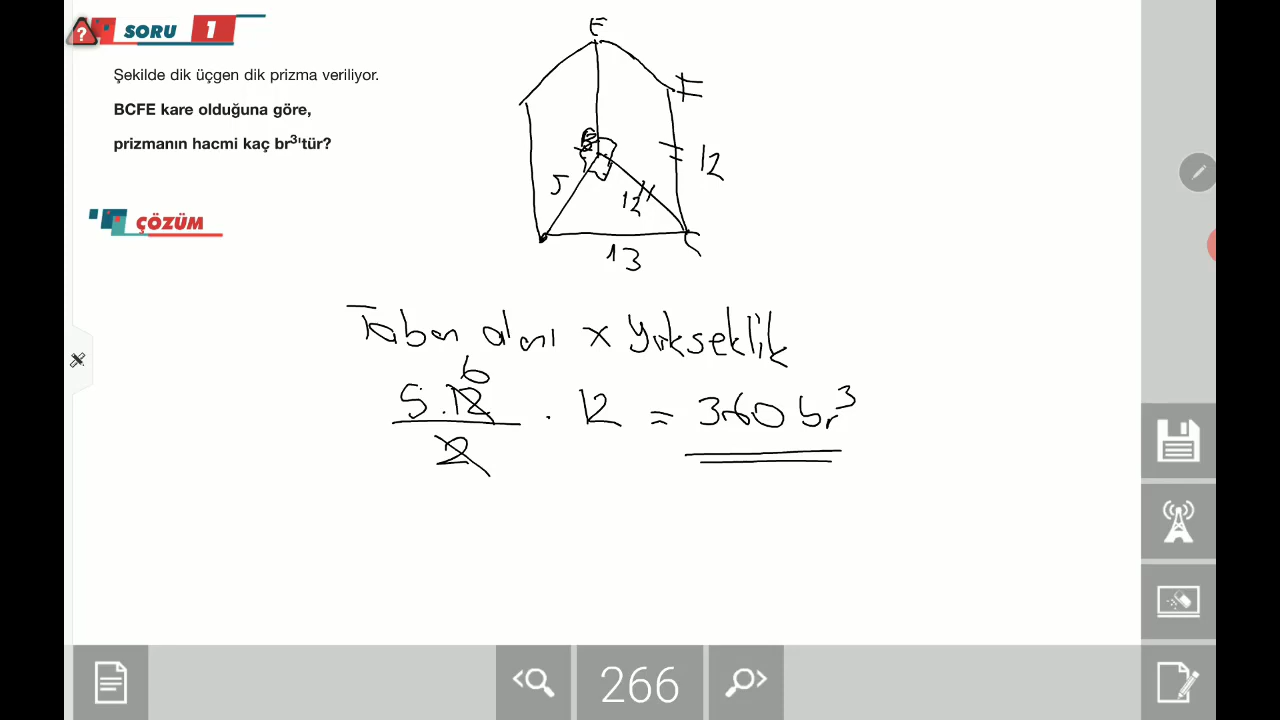 SORU 1
Şekilde dik üçgen dik prizma veriliyor.
BCFE kare olduğuna göre,
prizmanın hacmi kaç br³'tür?
ÇÖZÜM
E
F
B
5
12
12
13
C
Taban alanı x yükseklik
6
5.12
2
. 12 = 360 br³
266